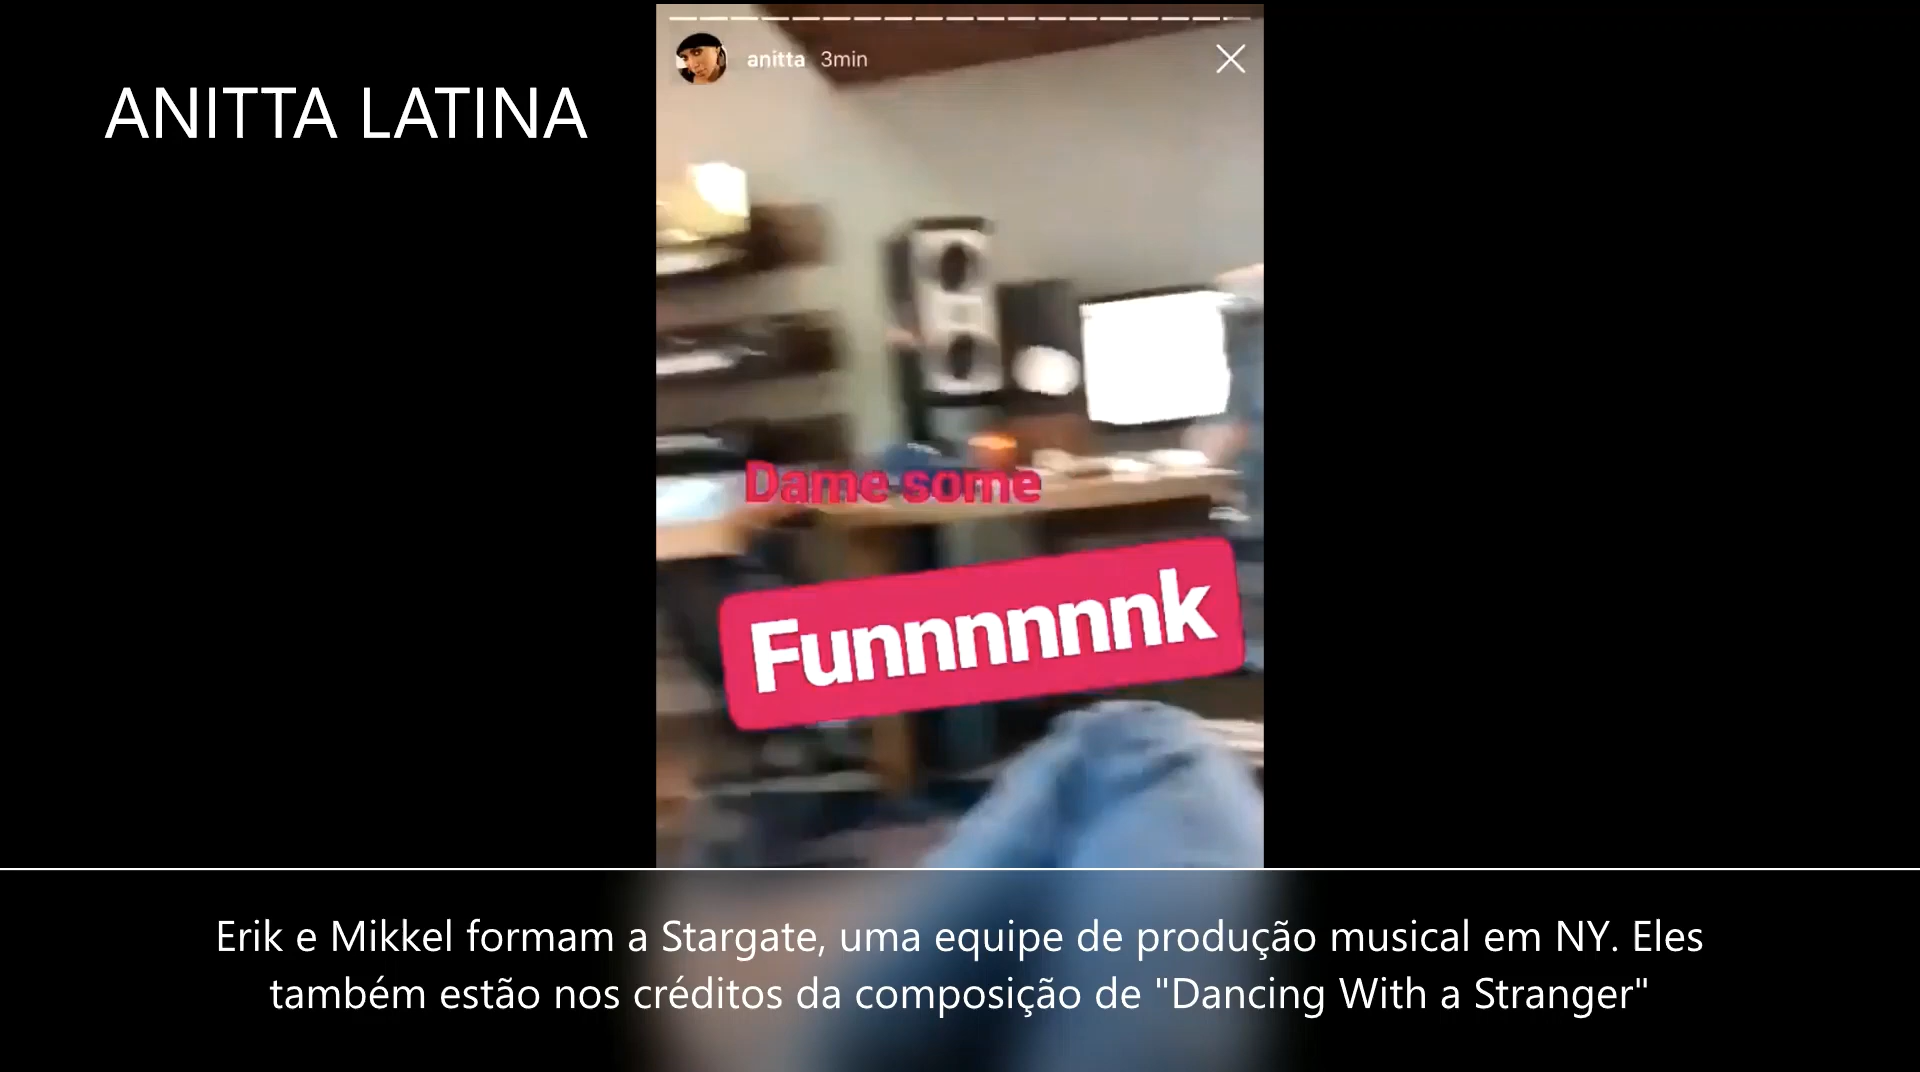 anitta 3min
ANITTA LATINA
Dame some
Funnnnnnk
Erik e Mikkel formam a Stargate, uma equipe de produção musical em NY. Eles
também estão nos créditos da composição de "Dancing With a Stranger"